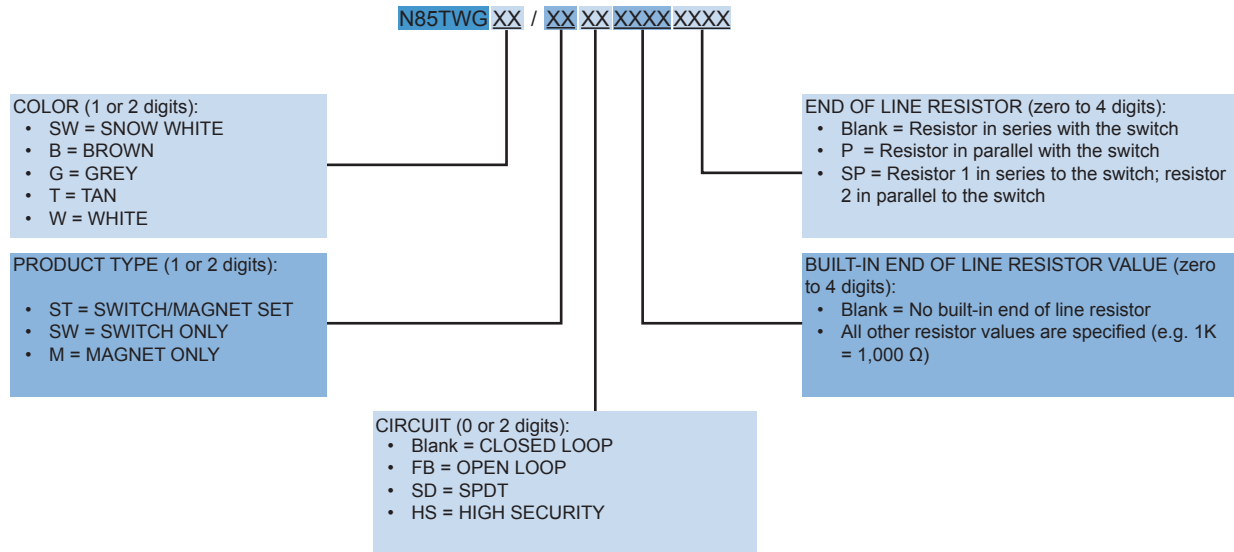 N85TWG XX / XX XX XXXX XXXX
COLOR (1 or 2 digits):
• SW = SNOW WHITE
• B = BROWN
• G = GREY
• T = TAN
• W = WHITE
PRODUCT TYPE (1 or 2 digits):
• ST = SWITCH/MAGNET SET
• SW = SWITCH ONLY
• M = MAGNET ONLY
CIRCUIT (0 or 2 digits):
• Blank = CLOSED LOOP
• FB = OPEN LOOP
• SD = SPDT
• HS = HIGH SECURITY
END OF LINE RESISTOR (zero to 4 digits):
• Blank = Resistor in series with the switch
• P = Resistor in parallel with the switch
• SP = Resistor 1 in series to the switch; resistor
2 in parallel to the switch
BUILT-IN END OF LINE RESISTOR VALUE (zero
to 4 digits):
• Blank = No built-in end of line resistor
• All other resistor values are specified (e.g. 1K
= 1,000 Ω)